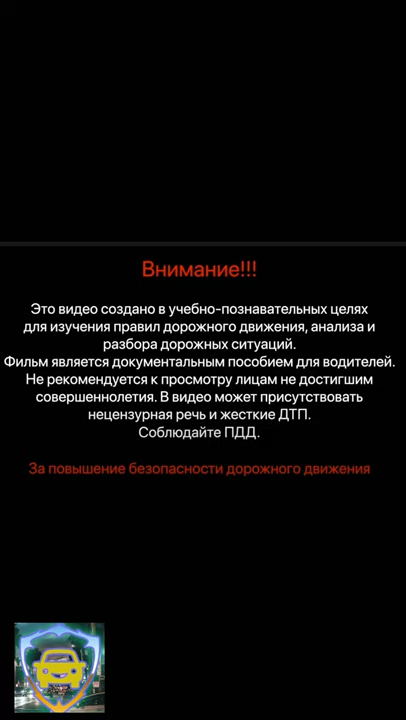 Внимание!!!
Это видео создано в учебно-познавательных целях
для изучения правил дорожного движения, анализа и
разбора дорожных ситуаций.
Фильм является документальным пособием для водителей.
Не рекомендуется к просмотру лицам не достигшим
совершеннолетия. В видео может присутствовать
нецензурная речь и жесткие ДТП.
Соблюдайте ПДД.
За повышение безопасности дорожного движения